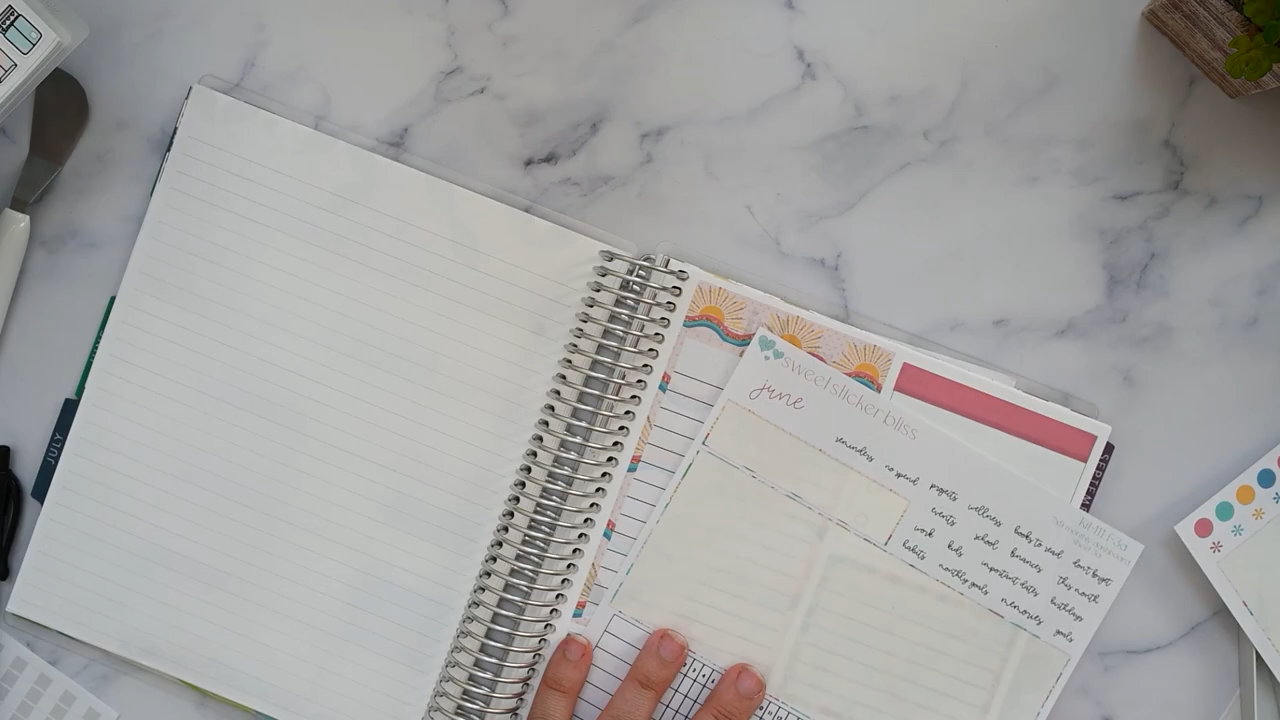 sweet sticker bliss
june
reminders no spend projects wellness books to read don't forget
events school finances this month
work kids important dates birthdays
habits monthly goals memories goals
JULY